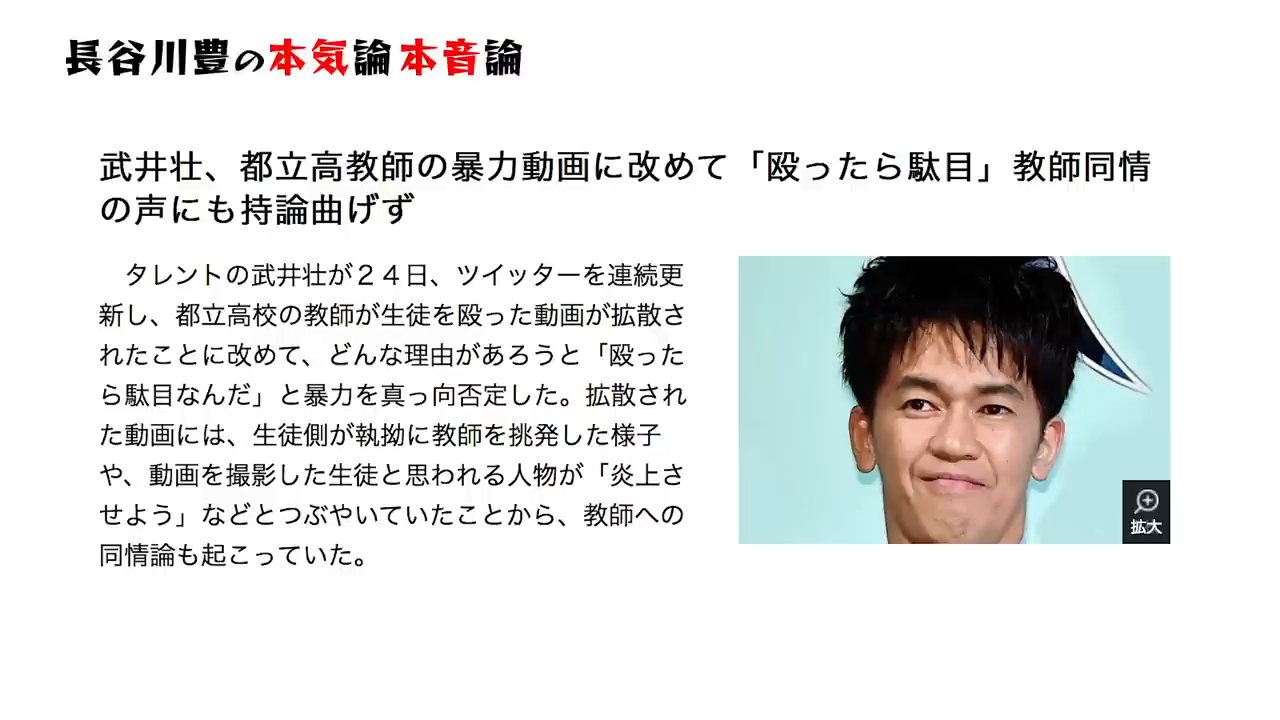 長谷川豊の本気論本音論
武井壮、都立高教師の暴力動画に改めて「殴ったら駄目」教師同情
の声にも持論曲げず
タレントの武井壮が２４日、ツイッターを連続更
新し、都立高校の教師が生徒を殴った動画が拡散さ
れたことに改めて、どんな理由があろうと「殴った
ら駄目なんだ」と暴力を真っ向否定した。拡散され
た動画には、生徒側が執拗に教師を挑発した様子
や、動画を撮影した生徒と思われる人物が「炎上さ
せよう」などとつぶやいていたことから、教師への
同情論も起こっていた。
拡大